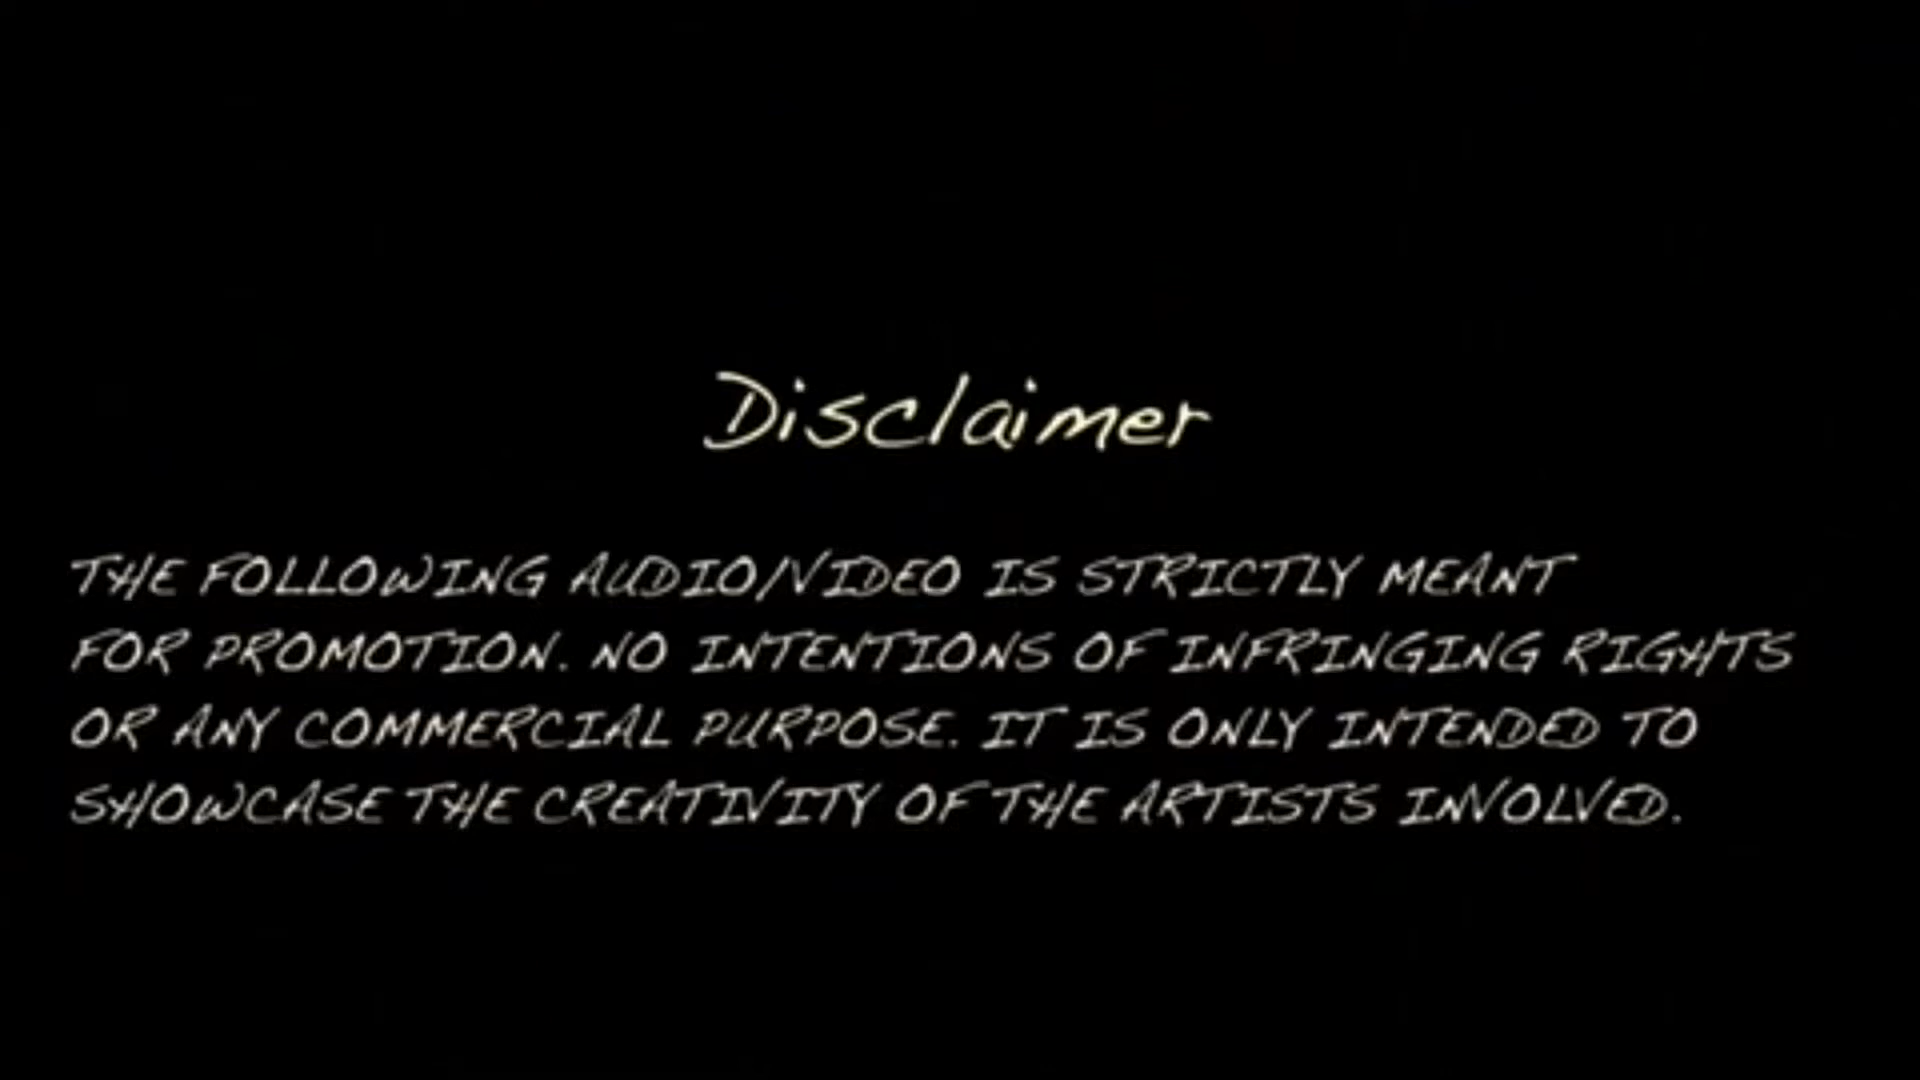 Disclaimer
THE FOLLOWING AUDIO/VIDEO IS STRICTLY MEANT
FOR PROMOTION. NO INTENTIONS OF INFRINGING RIGHTS
OR ANY COMMERCIAL PURPOSE. IT IS ONLY INTENDED TO
SHOWCASE THE CREATIVITY OF THE ARTISTS INVOLVED.